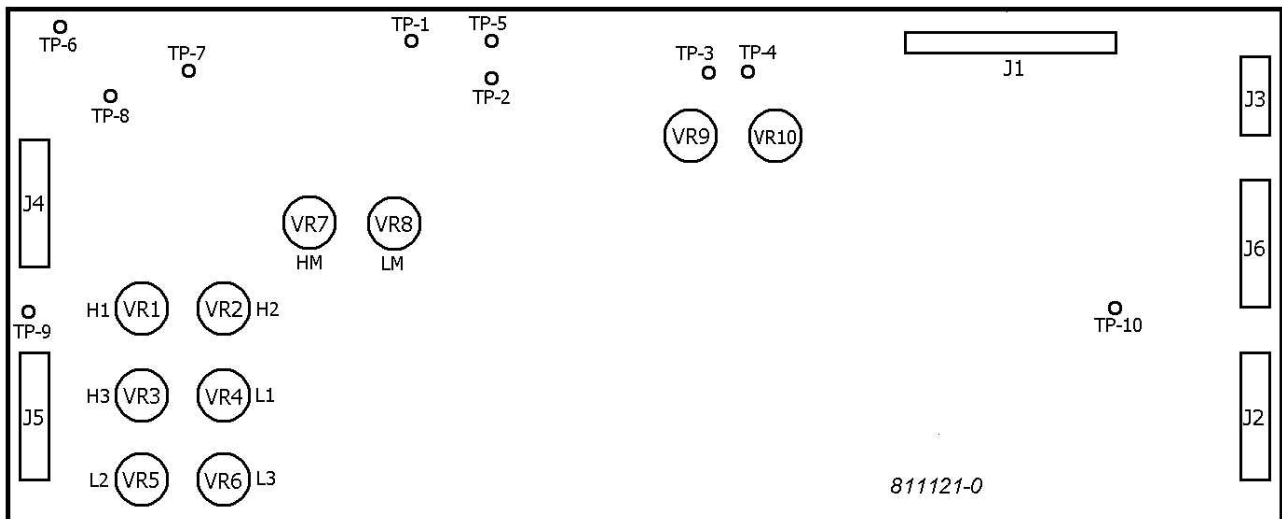 TP-6
TP-7
TP-8
TP-1
TP-5
TP-2
TP-3
TP-4
J1
J3
VR9
VR10
J4
VR7
VR8
HM
LM
J6
H1
VR1
VR2
H2
TP-9
TP-10
H3
VR3
VR4
L1
J5
J2
L2
VR5
VR6
L3
811121-0